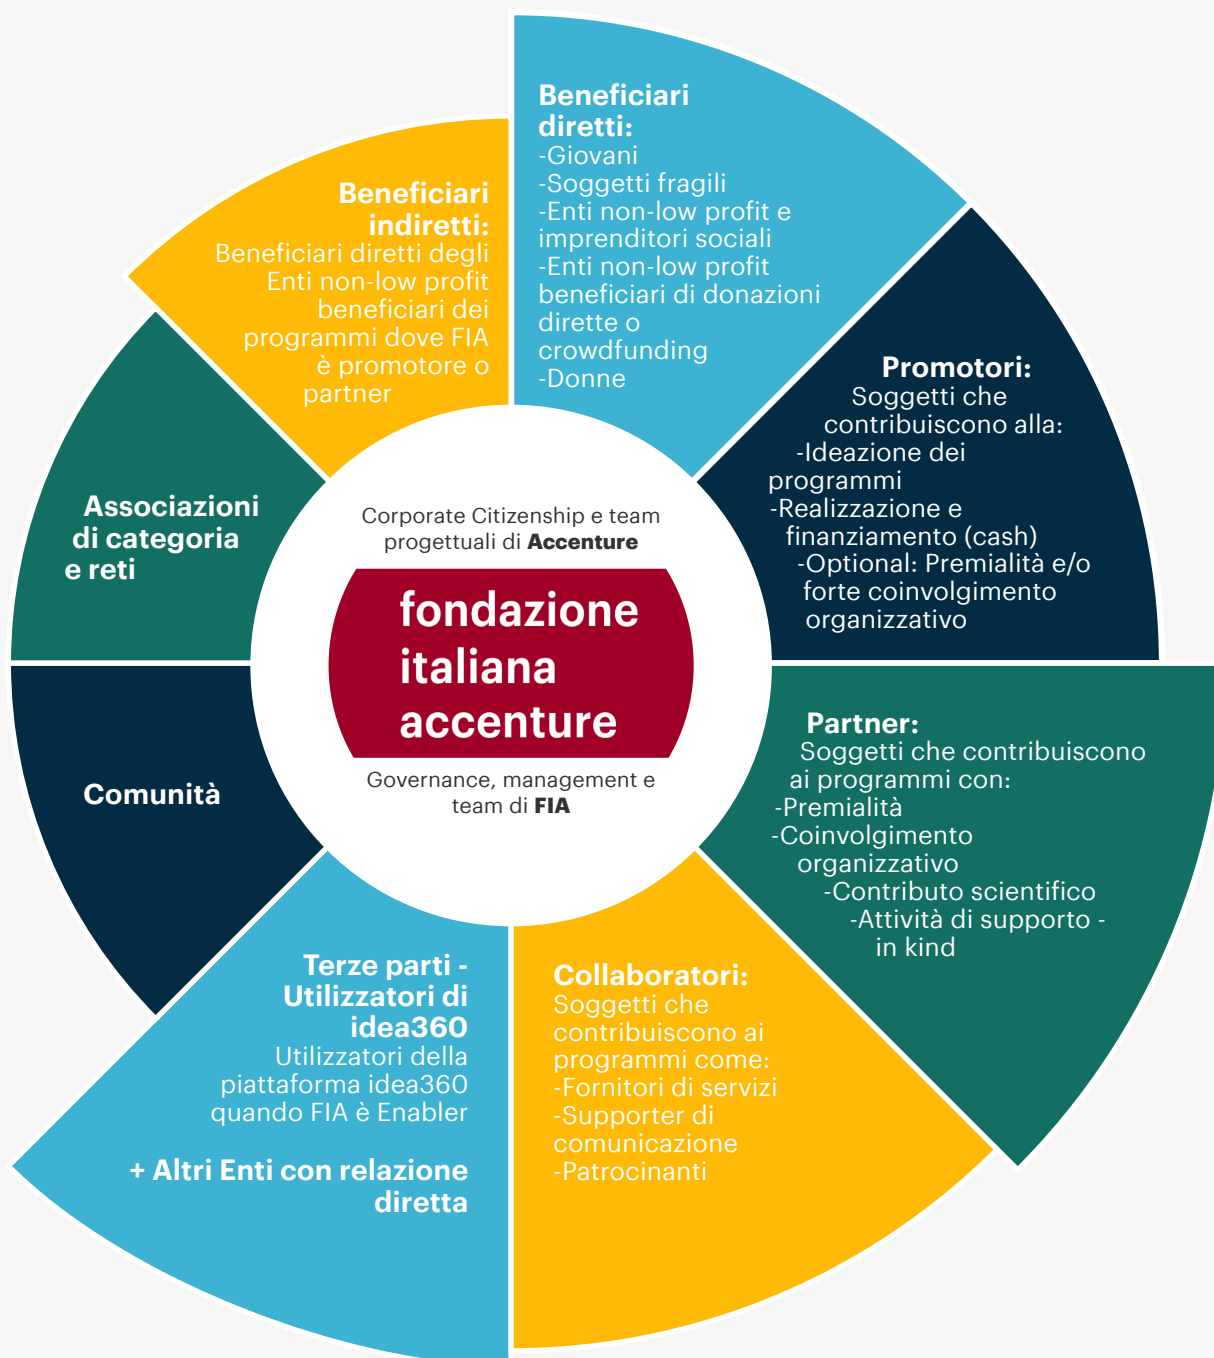 Beneficiari
diretti:
-Giovani
-Soggetti fragili
-Enti non-low profit e
imprenditori sociali
-Enti non-low profit
beneficiari di donazioni
dirette o
crowdfunding
-Donne
Promotori:
Soggetti che
contribuiscono alla:
-Ideazione dei
programmi
-Realizzazione e
finanziamento (cash)
-Optional: Premialità e/o
forte coinvolgimento
organizzativo
Partner:
Soggetti che contribuiscono
ai programmi con:
-Premialità
-Coinvolgimento
organizzativo
-Contributo scientifico
-Attività di supporto -
in kind
Collaboratori:
Soggetti che
contribuiscono ai
programmi come:
-Fornitori di servizi
-Supporter di
comunicazione
-Patrocinanti
Terze parti -
Utilizzatori di
idea360
Utilizzatori della
piattaforma idea360
quando FIA è Enabler
+ Altri Enti con relazione
diretta
Comunità
Associazioni
di categoria
e reti
Beneficiari
indiretti:
Beneficiari diretti degli
Enti non-low profit
beneficiari dei
programmi dove FIA
è promotore o
partner
Corporate Citizenship e team
progettuali di Accenture
fondazione
italiana
accenture
Governance, management e
team di FIA